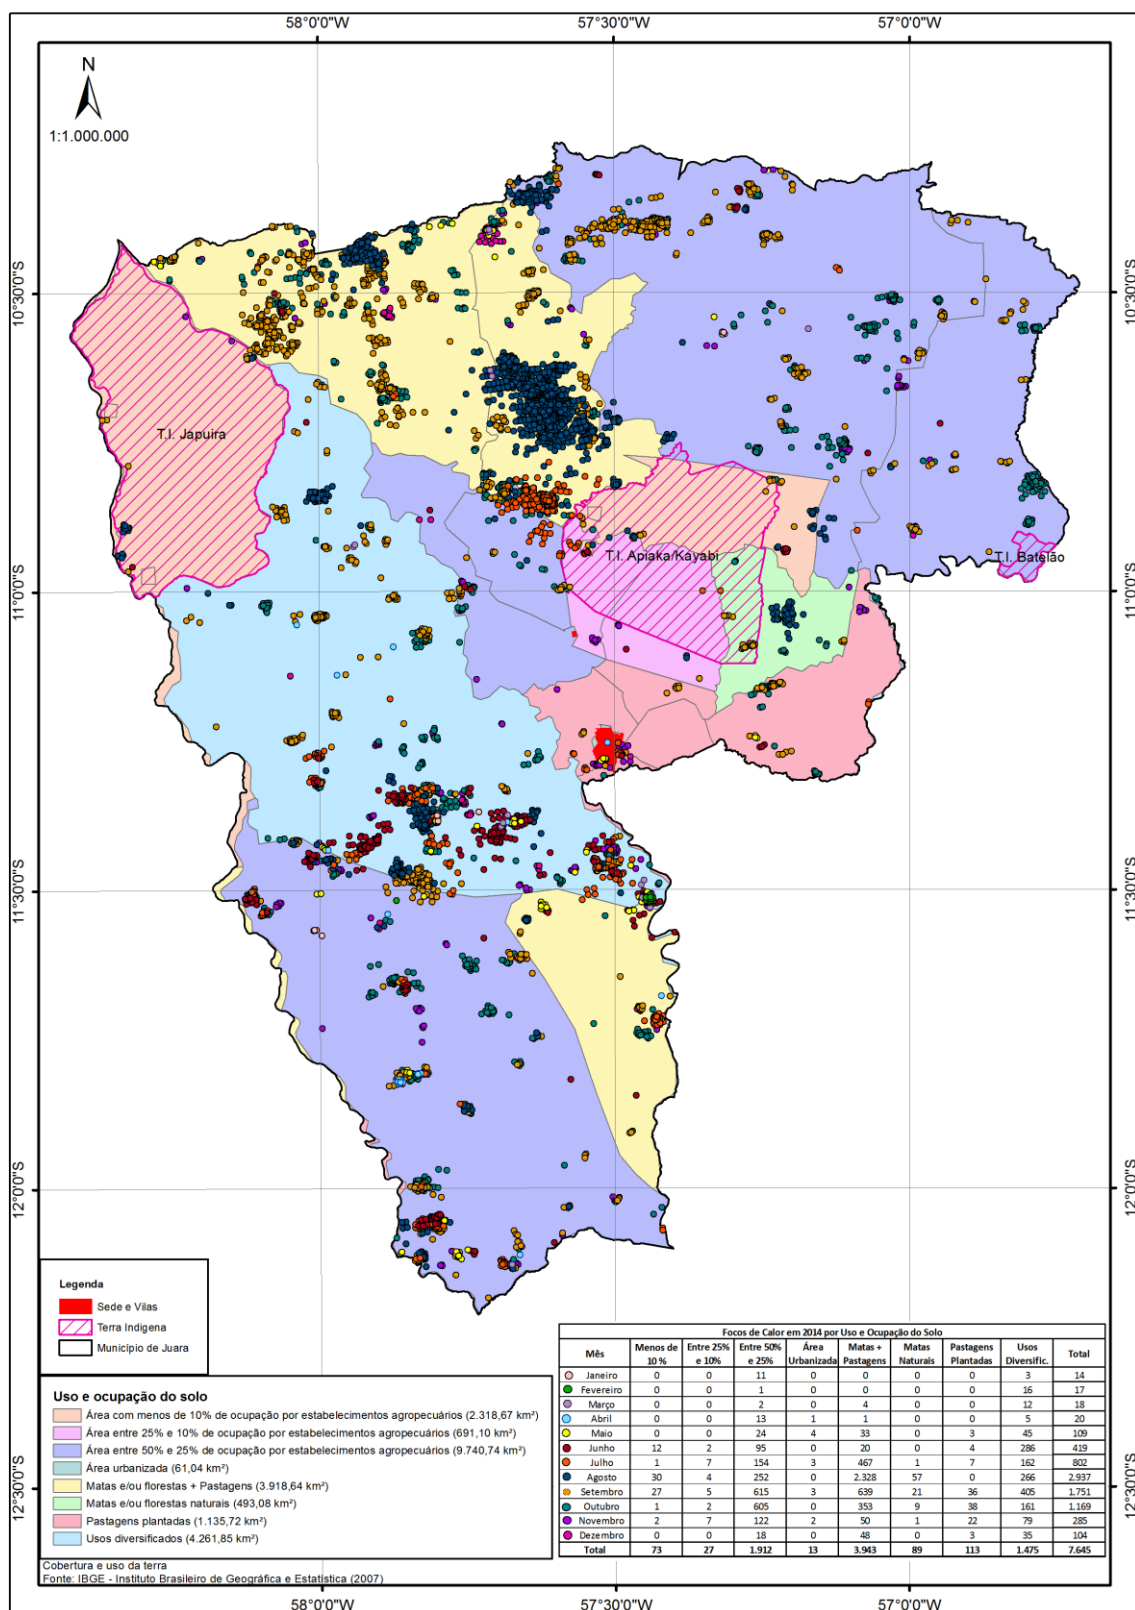 58°0'0"W 57°30'0"W 57°0'0"W
N
1:1.000.000
10°30'0"S 10°30'0"S
T.I. Japuira
T.I. Apiaka/Kayabi
T.I. Batelão
11°0'0"S 11°0'0"S
11°30'0"S 11°30'0"S
12°0'0"S 12°0'0"S
12°30'0"S 12°30'0"S
Legenda
Sede e Vilas
Terra Indigena
Município de Juara
Uso e ocupação do solo
Área com menos de 10% de ocupação por estabelecimentos agropecuários (2.318,67 km²)
Área entre 25% e 10% de ocupação por estabelecimentos agropecuários (691,10 km²)
Área entre 50% e 25% de ocupação por estabelecimentos agropecuários (9.740,74 km²)
Área urbanizada (61,04 km²)
Matas e/ou florestas + Pastagens (3.918,64 km²)
Matas e/ou florestas naturais (493,08 km²)
Pastagens plantadas (1.135,72 km²)
Usos diversificados (4.261,85 km²)
Cobertura e uso da terra
Fonte: IBGE - Instituto Brasileiro de Geográfica e Estatística (2007)
Focos de Calor em 2014 por Uso e Ocupação do Solo
Mês Menos de 10 % Entre 25% e 10% Entre 50% e 25% Área Urbanizada Matas + Pastagens Matas Naturais Pastagens Plantadas Usos Diversific. Total
Janeiro 0 0 11 0 0 0 0 3 14
Fevereiro 0 0 1 0 0 0 0 16 17
Março 0 0 2 0 4 0 0 12 18
Abril 0 0 13 1 1 0 0 5 20
Maio 0 0 24 4 33 0 3 45 109
Junho 12 2 95 0 20 0 4 286 419
Julho 1 7 154 3 467 1 7 162 802
Agosto 30 4 252 0 2.328 57 0 266 2.937
Setembro 27 5 615 3 639 21 36 405 1.751
Outubro 1 2 605 0 353 9 38 161 1.169
Novembro 2 7 122 2 50 1 22 79 285
Dezembro 0 0 18 0 48 0 3 35 104
Total 73 27 1.912 13 3.943 89 113 1.475 7.645
58°0'0"W 57°30'0"W 57°0'0"W